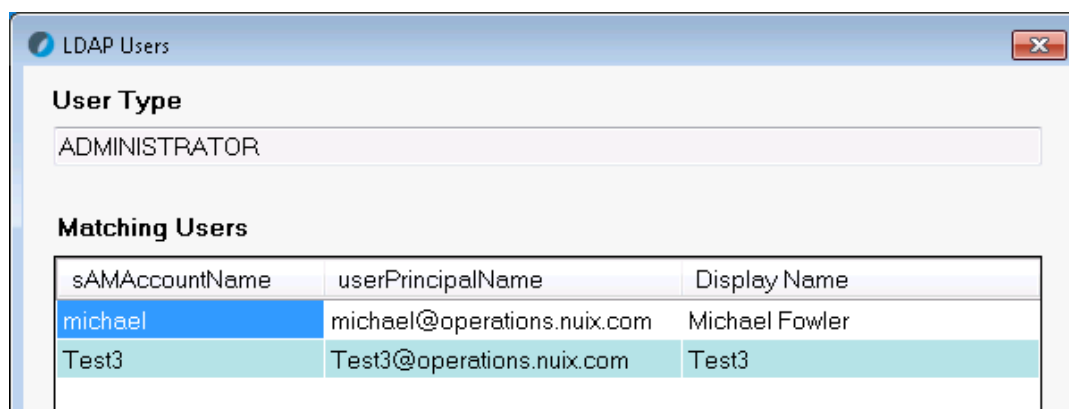 LDAP Users
User Type
ADMINISTRATOR
Matching Users
sAMAccountName userPrincipalName Display Name
michael michael@operations.nuix.com Michael Fowler
Test3 Test3@operations.nuix.com Test3